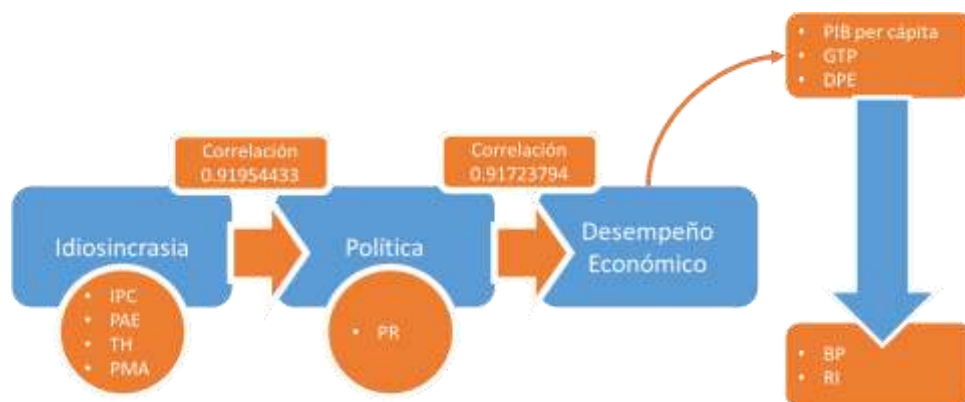 • PIB per cápita
• GTP
• DPE
Correlación
0.91954433
Correlación
0.91723794
Idiosincrasia
Política
Desempeño
Económico
• IPC
• PAE
• TH
• PMA
• PR
• BP
• RI